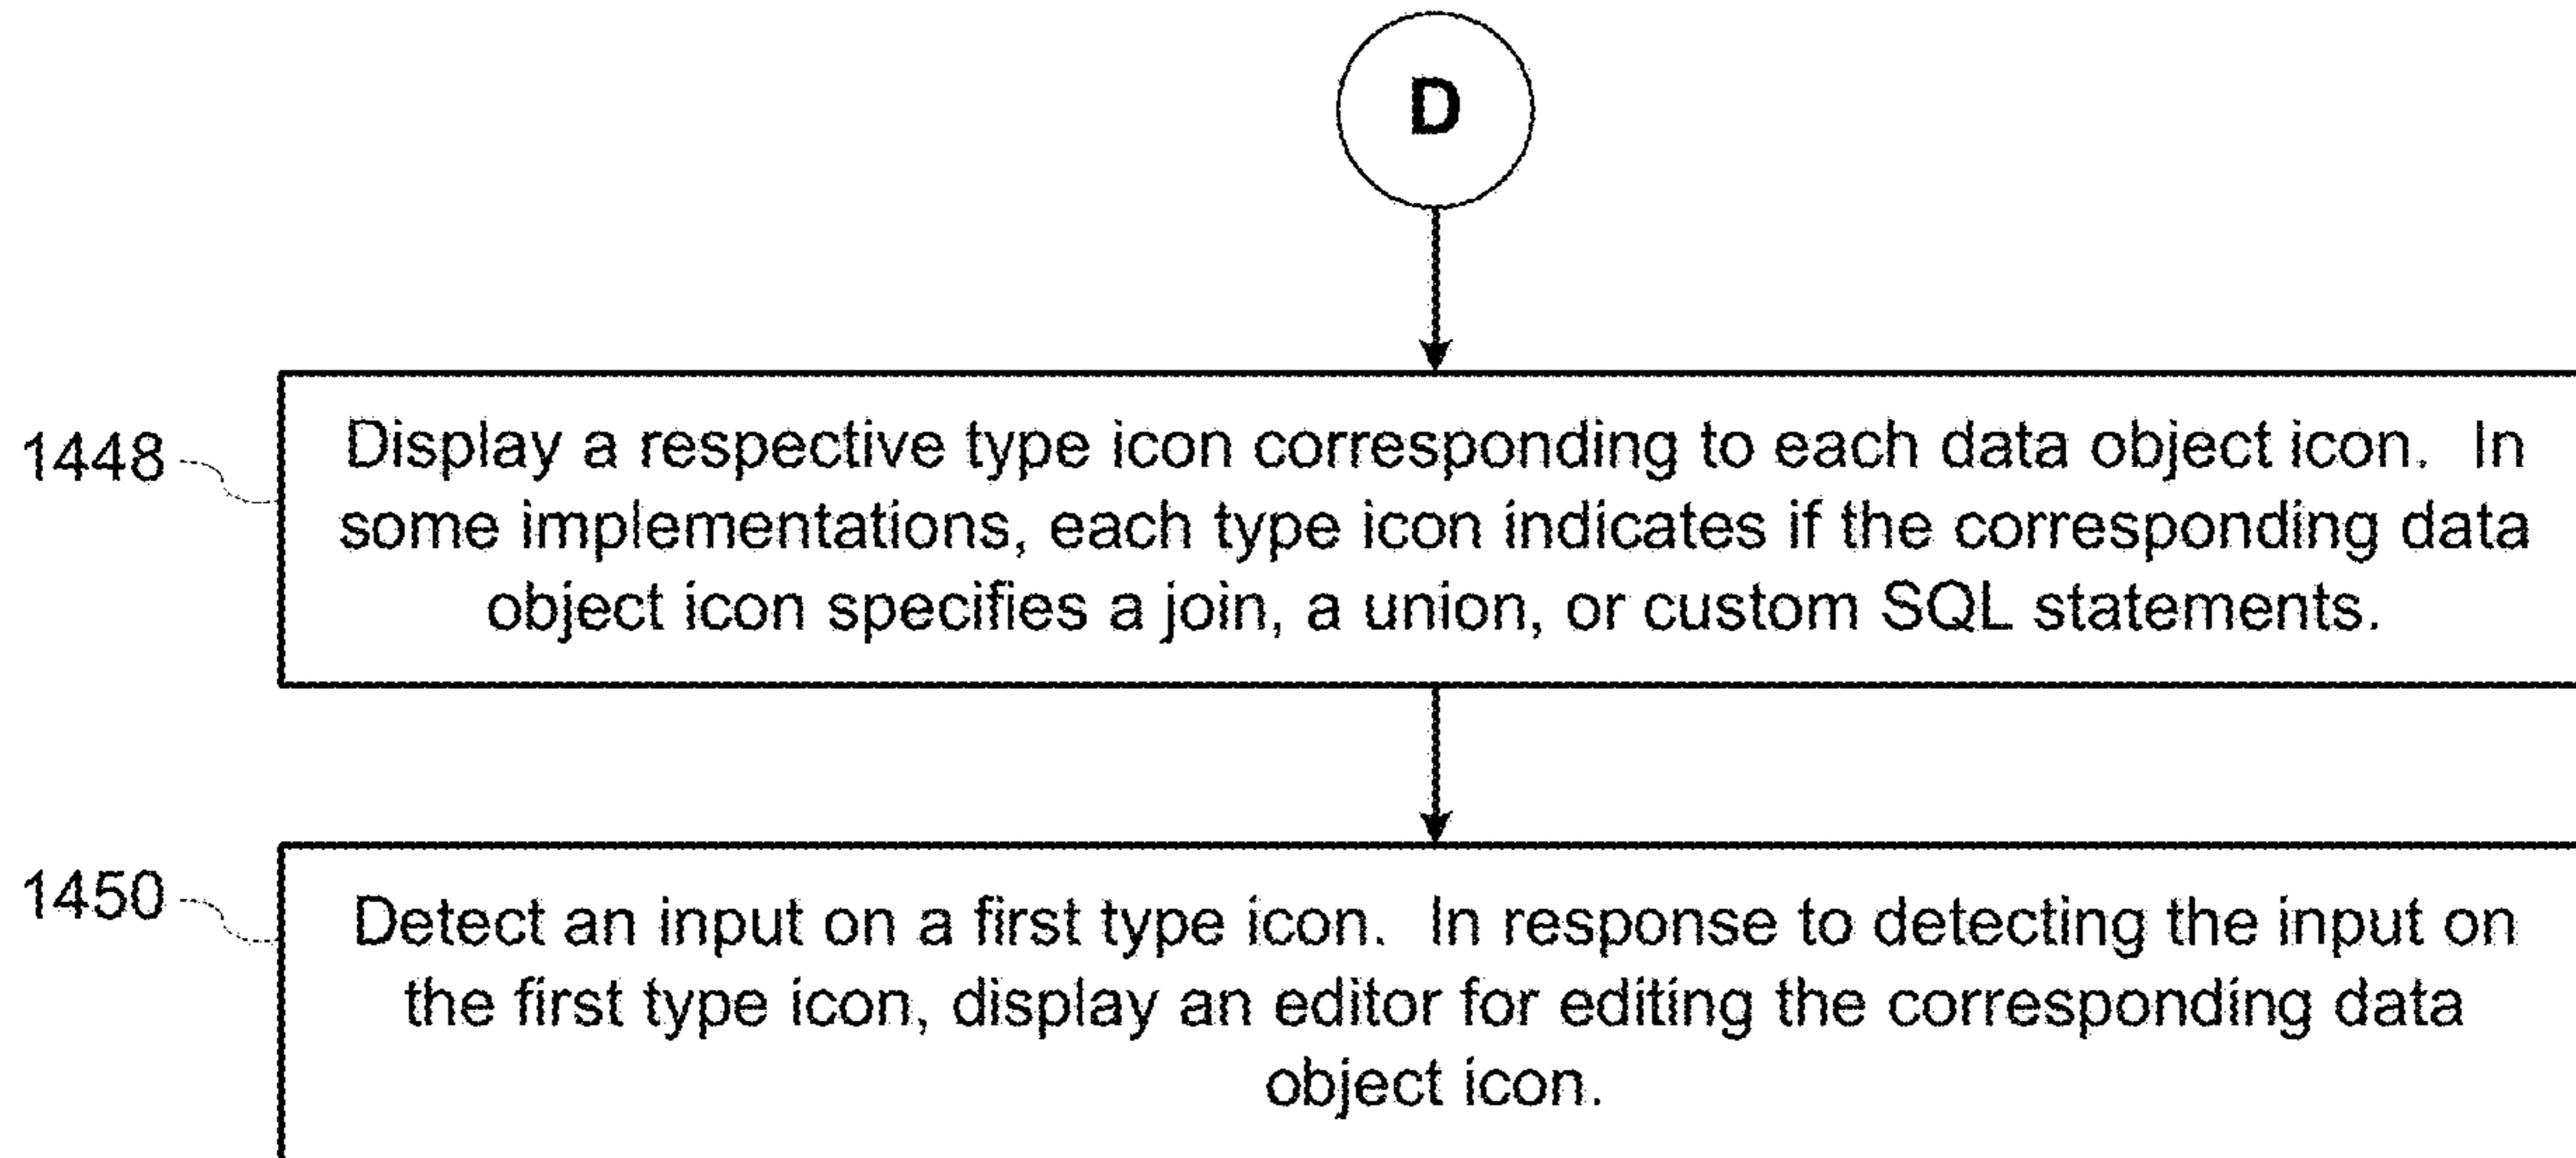 D
1448
Display a respective type icon corresponding to each data object icon. In
some implementations, each type icon indicates if the corresponding data
object icon specifies a join, a union, or custom SQL statements.
1450
Detect an input on a first type icon. In response to detecting the input on
the first type icon, display an editor for editing the corresponding data
object icon.